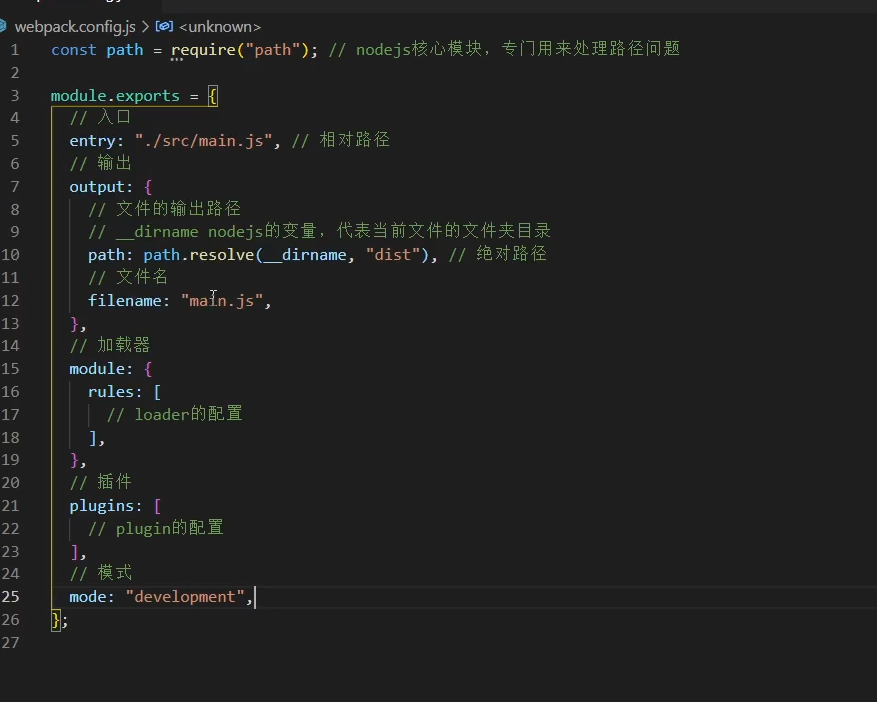 webpack.config.js > <unknown>
1 const path = require("path"); // nodejs核心模块，专门用来处理路径问题
2
3 module.exports = {
4 // 入口
5 entry: "./src/main.js", // 相对路径
6 // 输出
7 output: {
8 // 文件的输出路径
9 // __dirname nodejs的变量，代表当前文件的文件夹目录
10 path: path.resolve(__dirname, "dist"), // 绝对路径
11 // 文件名
12 filename: "main.js",
13 },
14 // 加载器
15 module: {
16 rules: [
17 // loader的配置
18 ],
19 },
20 // 插件
21 plugins: [
22 // plugin的配置
23 ],
24 // 模式
25 mode: "development",
26 };
27